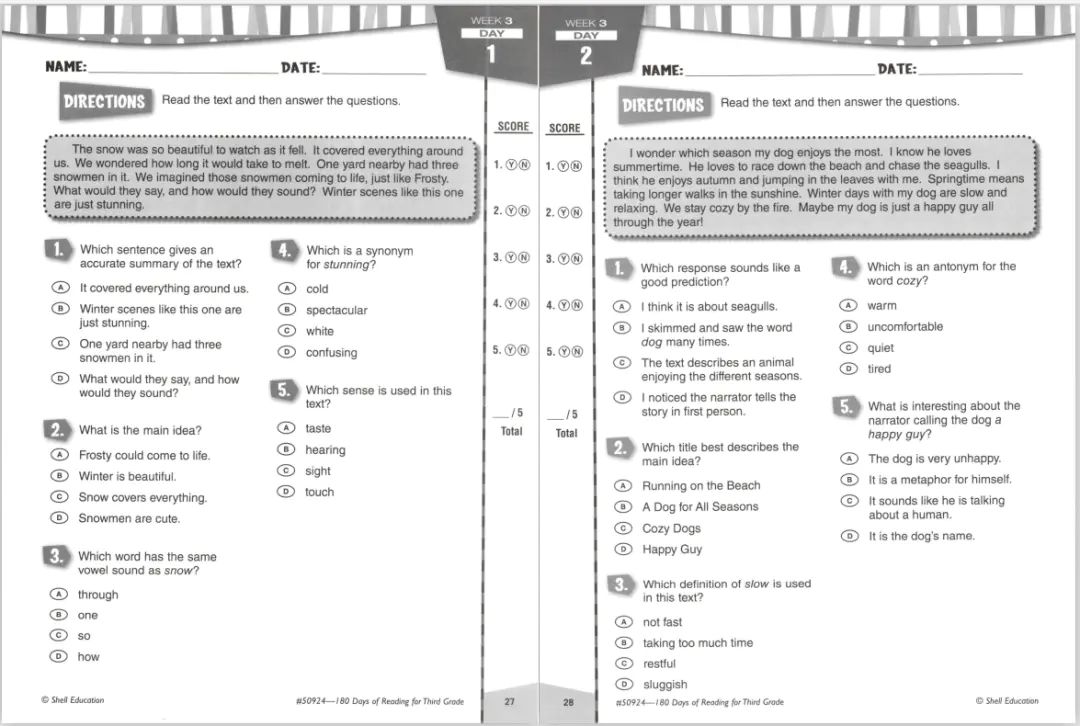 WEEK 3
DAY
1
NAME:
DATE:
DIRECTIONS
Read the text and then answer the questions.
The snow was so beautiful to watch as it fell. It covered everything around
us. We wondered how long it would take to melt. One yard nearby had three
snowmen in it. We imagined those snowmen coming to life, just like Frosty.
What would they say, and how would they sound? Winter scenes like this one
are just stunning.
1. Which sentence gives an
accurate summary of the text?
A It covered everything around us.
B Winter scenes like this one are
just stunning.
C One yard nearby had three
snowmen in it.
D What would they say, and how
would they sound?
2. What is the main idea?
A Frosty could come to life.
B Winter is beautiful.
C Snow covers everything.
D Snowmen are cute.
3. Which word has the same
vowel sound as snow?
A through
B one
C so
D how
4. Which is a synonym
for stunning?
A cold
B spectacular
C white
D confusing
5. Which sense is used in this
text?
A taste
B hearing
C sight
D touch
SCORE
1. Y N
2. Y N
3. Y N
4. Y N
5. Y N
__ / 5
Total
© Shell Education
#50924—180 Days of Reading for Third Grade
27
WEEK 3
DAY
2
NAME:
DATE:
DIRECTIONS
Read the text and then answer the questions.
SCORE
1. Y N
2. Y N
3. Y N
4. Y N
5. Y N
__ / 5
Total
I wonder which season my dog enjoys the most. I know he loves
summertime. He loves to race down the beach and chase the seagulls. I
think he enjoys autumn and jumping in the leaves with me. Springtime means
taking longer walks in the sunshine. Winter days with my dog are slow and
relaxing. We stay cozy by the fire. Maybe my dog is just a happy guy all
through the year!
1. Which response sounds like a
good prediction?
A I think it is about seagulls.
B I skimmed and saw the word
dog many times.
C The text describes an animal
enjoying the different seasons.
D I noticed the narrator tells the
story in first person.
2. Which title best describes the
main idea?
A Running on the Beach
B A Dog for All Seasons
C Cozy Dogs
D Happy Guy
3. Which definition of slow is used
in this text?
A not fast
B taking too much time
C restful
D sluggish
4. Which is an antonym for the
word cozy?
A warm
B uncomfortable
C quiet
D tired
5. What is interesting about the
narrator calling the dog a
happy guy?
A The dog is very unhappy.
B It is a metaphor for himself.
C It sounds like he is talking
about a human.
D It is the dog's name.
28
#50924—180 Days of Reading for Third Grade
© Shell Education